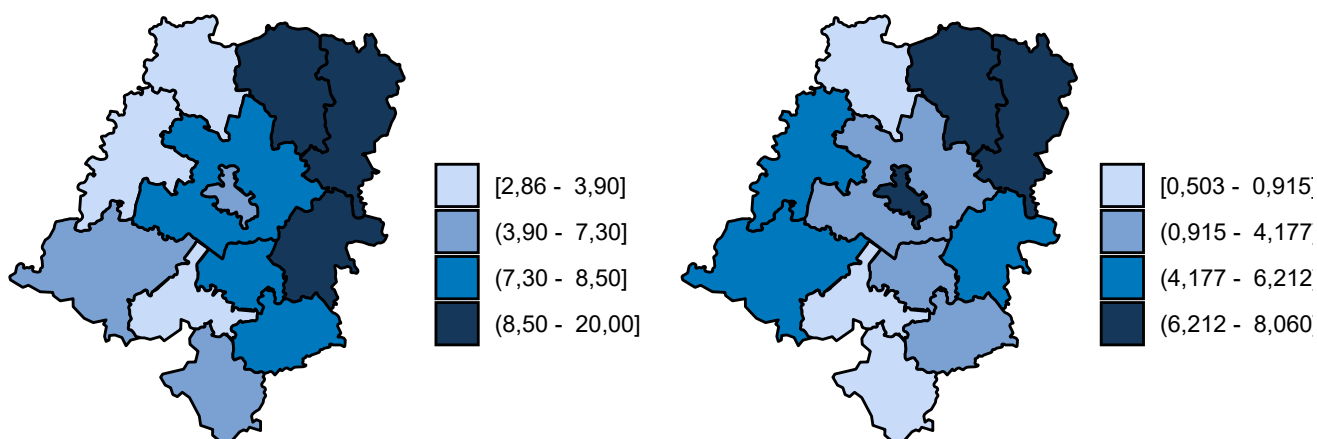 [2,86 - 3,90]
(3,90 - 7,30]
(7,30 - 8,50]
(8,50 - 20,00]
[0,503 - 0,915]
(0,915 - 4,177]
(4,177 - 6,212]
(6,212 - 8,060]